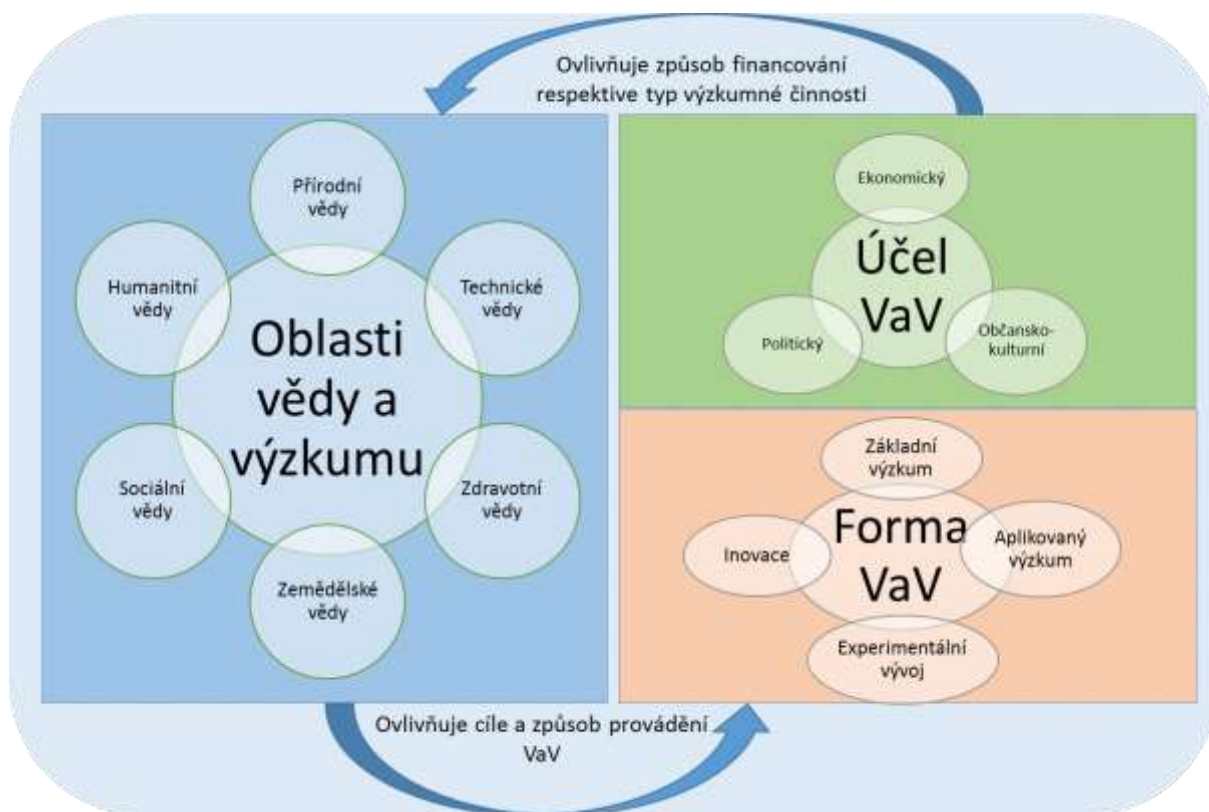 Ovlivňuje způsob financování
respektive typ výzkumné činnosti
Přírodní
vědy
Humanitní
vědy
Technické
vědy
Oblasti
vědy a
výzkumu
Sociální
vědy
Zdravotní
vědy
Zemědělské
vědy
Ekonomický
Účel
VaV
Politický
Občansko-
kulturní
Základní
výzkum
Forma
VaV
Inovace
Aplikovaný
výzkum
Experimentální
vývoj
Ovlivňuje cíle a způsob provádění
VaV